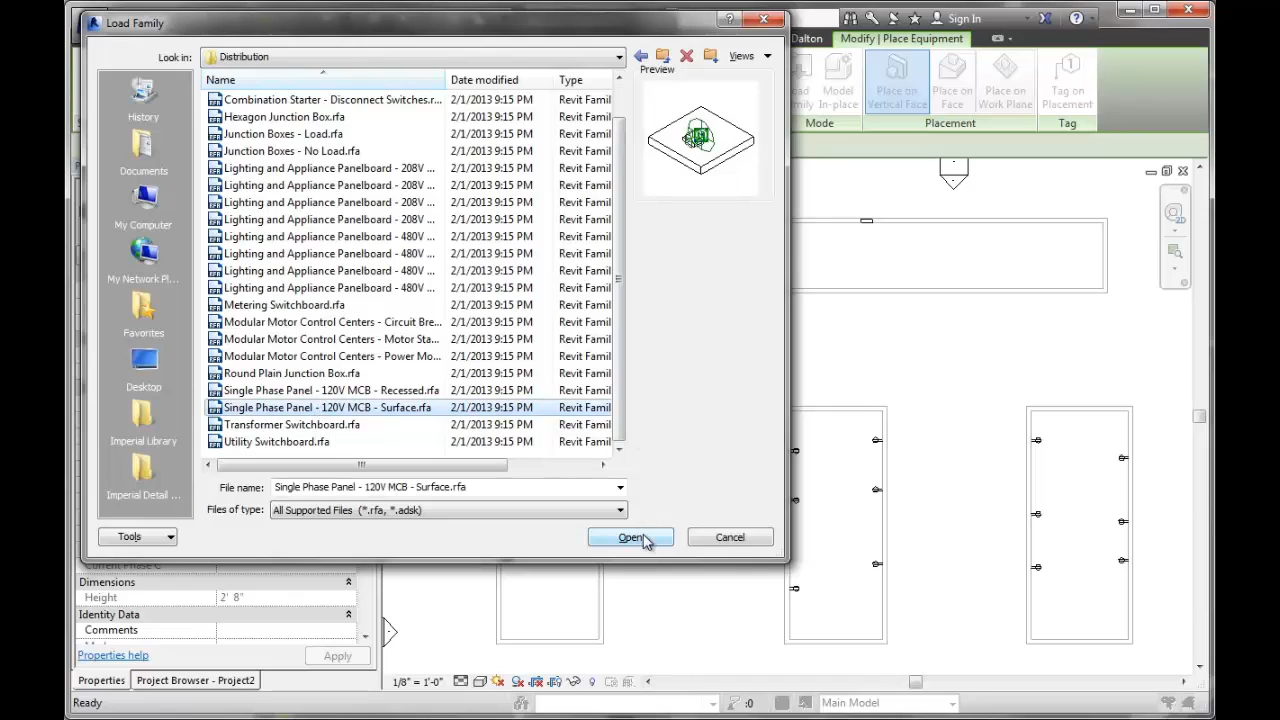 Load Family
Sign In
Look in: Distribution
Views
Dalton
Modify | Place Equipment
Name
Date modified
Type
Preview
History
Documents
My Computer
My Network Pl...
Favorites
Desktop
Imperial Library
Imperial Detail ...
Combination Starter - Disconnect Switches.r... 2/1/2013 9:15 PM Revit Famil
Hexagon Junction Box.rfa 2/1/2013 9:15 PM Revit Famil
Junction Boxes - Load.rfa 2/1/2013 9:15 PM Revit Famil
Junction Boxes - No Load.rfa 2/1/2013 9:15 PM Revit Famil
Lighting and Appliance Panelboard - 208V ... 2/1/2013 9:15 PM Revit Famil
Lighting and Appliance Panelboard - 208V ... 2/1/2013 9:15 PM Revit Famil
Lighting and Appliance Panelboard - 208V ... 2/1/2013 9:15 PM Revit Famil
Lighting and Appliance Panelboard - 208V ... 2/1/2013 9:15 PM Revit Famil
Lighting and Appliance Panelboard - 480V ... 2/1/2013 9:15 PM Revit Famil
Lighting and Appliance Panelboard - 480V ... 2/1/2013 9:15 PM Revit Famil
Lighting and Appliance Panelboard - 480V ... 2/1/2013 9:15 PM Revit Famil
Lighting and Appliance Panelboard - 480V ... 2/1/2013 9:15 PM Revit Famil
Metering Switchboard.rfa 2/1/2013 9:15 PM Revit Famil
Modular Motor Control Centers - Circuit Bre... 2/1/2013 9:15 PM Revit Famil
Modular Motor Control Centers - Motor Sta... 2/1/2013 9:15 PM Revit Famil
Modular Motor Control Centers - Power Mo... 2/1/2013 9:15 PM Revit Famil
Round Plain Junction Box.rfa 2/1/2013 9:15 PM Revit Famil
Single Phase Panel - 120V MCB - Recessed.rfa 2/1/2013 9:15 PM Revit Famil
Single Phase Panel - 120V MCB - Surface.rfa 2/1/2013 9:15 PM Revit Famil
Transformer Switchboard.rfa 2/1/2013 9:15 PM Revit Famil
Utility Switchboard.rfa 2/1/2013 9:15 PM Revit Famil
File name: Single Phase Panel - 120V MCB - Surface.rfa
Files of type: All Supported Files (*.rfa, *.adsk)
Tools
Open
Cancel
Model
In-place
Place on
Vertical Face
Place on
Face
Place on
Work Plane
Tag on
Placement
Mode
Placement
Tag
2D
Current Phase C
Dimensions
Height 2' 8"
Identity Data
Comments
Properties help
Apply
Properties
Project Browser - Project2
1/8" = 1'-0"
Ready
:0
Main Model